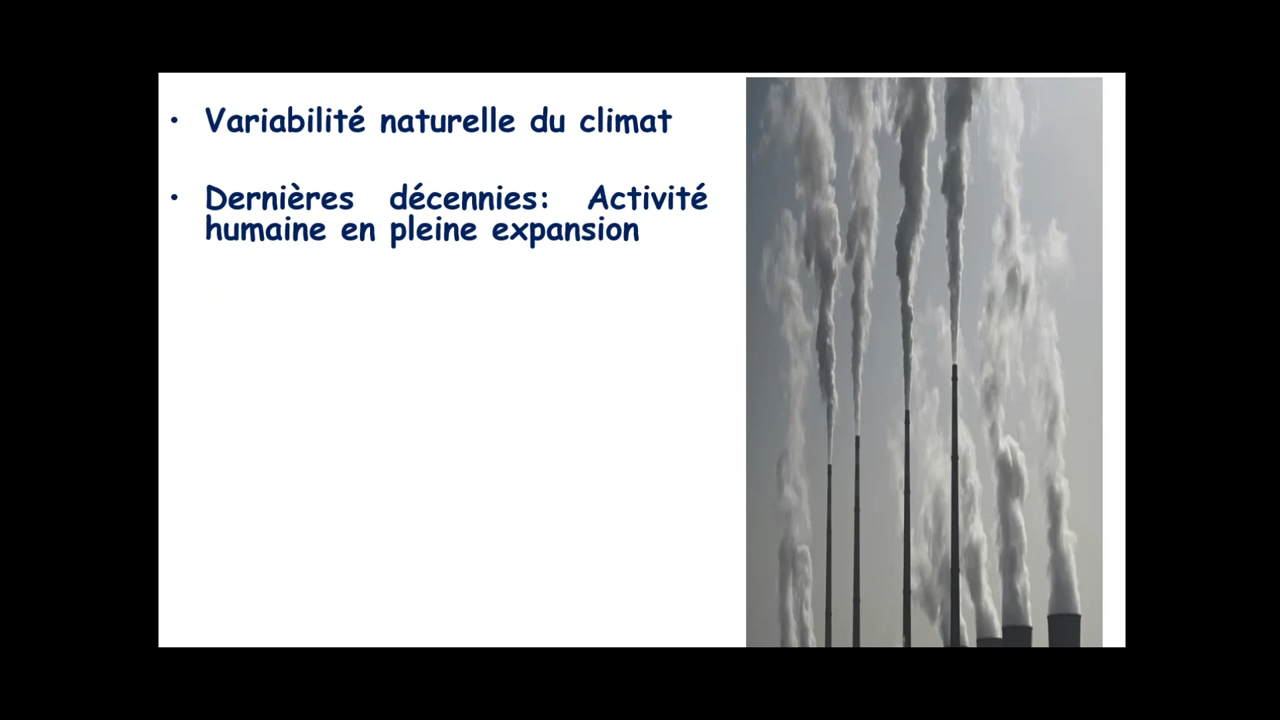 • Variabilité naturelle du climat
• Dernières décennies: Activité
humaine en pleine expansion